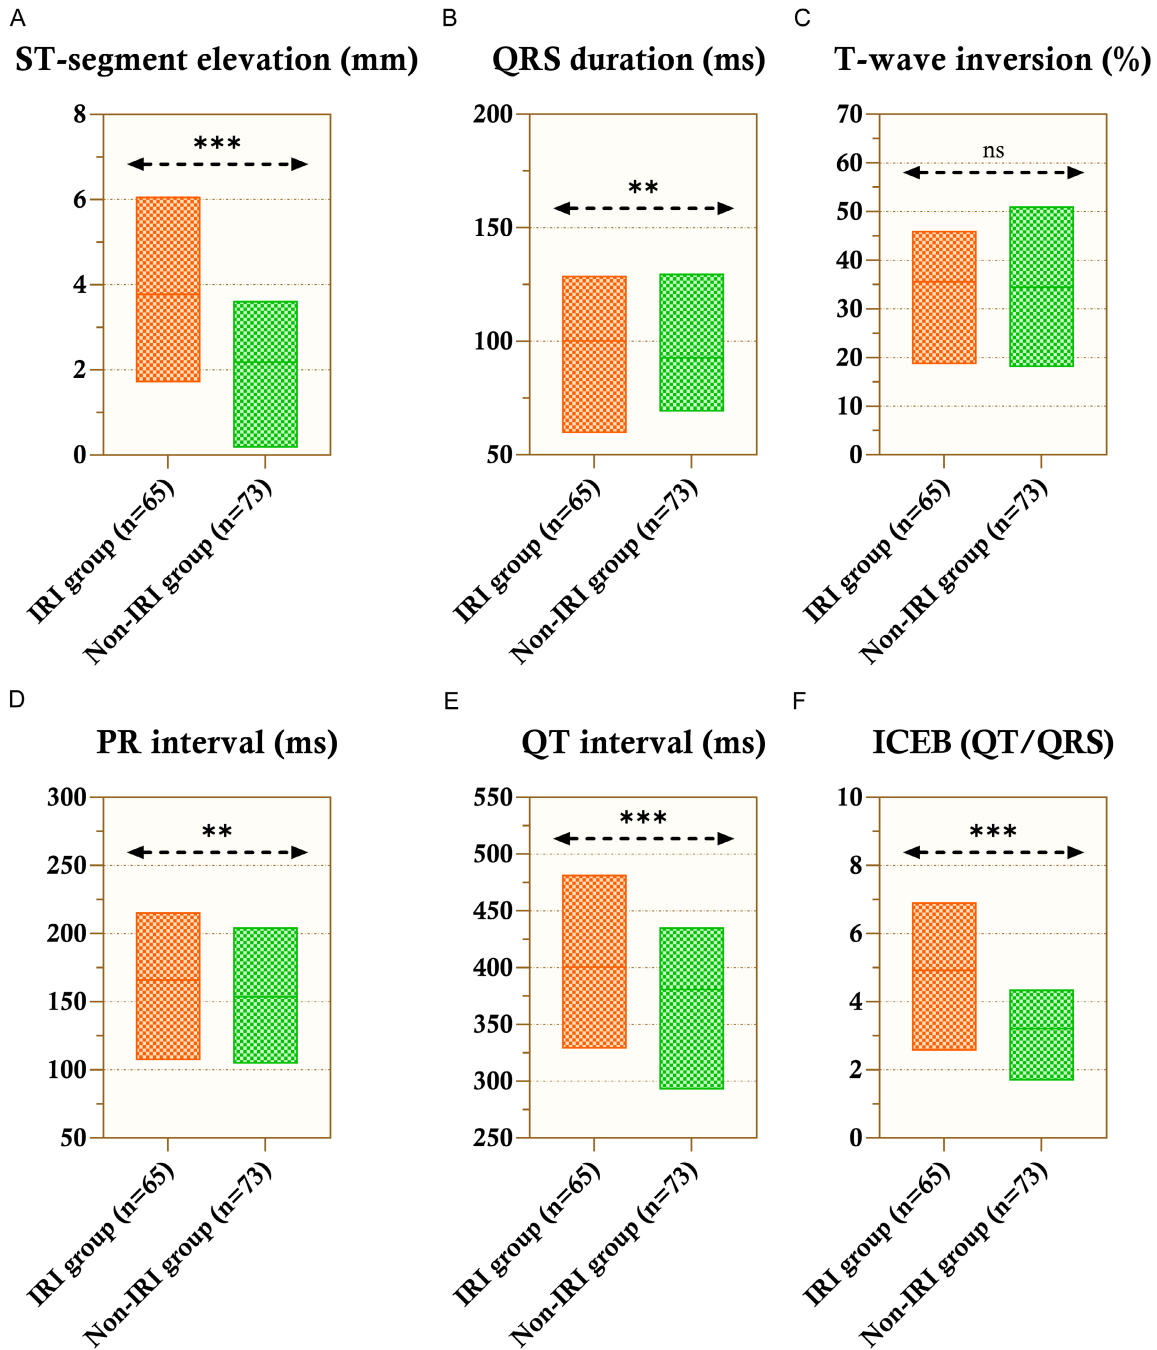 A
ST-segment elevation (mm)
8
6
4
2
0
***
IRI group (n=65)
Non-IRI group (n=73)
B
QRS duration (ms)
200
150
100
50
**
IRI group (n=65)
Non-IRI group (n=73)
C
T-wave inversion (%)
70
60
50
40
30
20
10
0
ns
IRI group (n=65)
Non-IRI group (n=73)
D
PR interval (ms)
300
250
200
150
100
50
**
IRI group (n=65)
Non-IRI group (n=73)
E
QT interval (ms)
550
500
450
400
350
300
250
***
IRI group (n=65)
Non-IRI group (n=73)
F
ICEB (QT/QRS)
10
8
6
4
2
0
***
IRI group (n=65)
Non-IRI group (n=73)